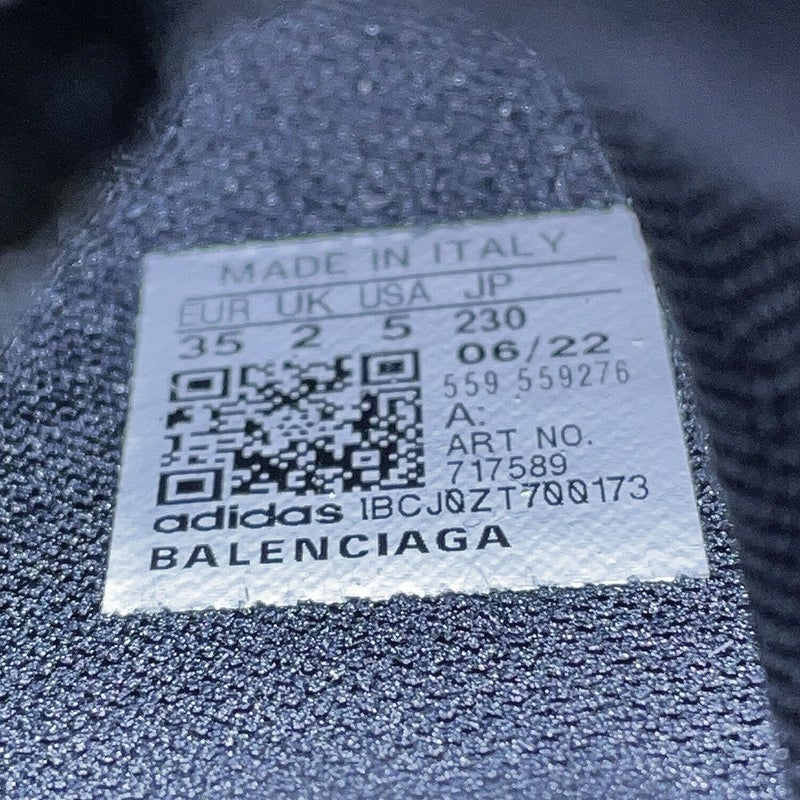 MADE IN ITALY
EUR UK USA JP
35 2 5 230
06/22
559 559276
A:
ART NO.
717589
adidas 1BCJ0ZT700173
BALENCIAGA